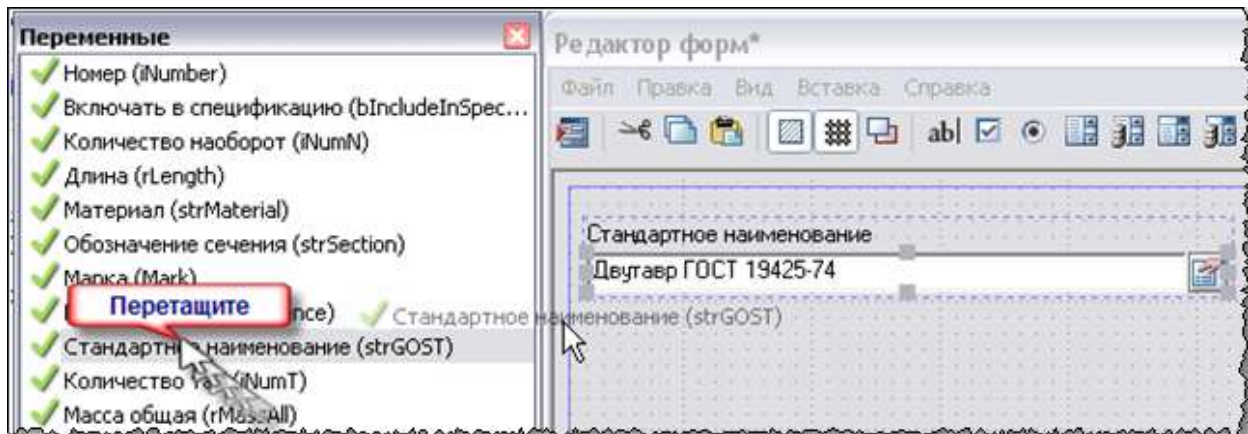 Переменные
Номер (iNumber)
Включать в спецификацию (bIncludeInSpec...
Количество наоборот (iNumN)
Длина (rLength)
Материал (strMaterial)
Обозначение сечения (strSection)
Марка (Mark)
Перетащите
nce)
Стандартное наименование (strGOST)
Стандартное наименование (strGOST)
Количество (iNumT)
Масса общая (rMassAll)
Редактор форм*
Файл Правка Вид Вставка Справка
ab|
Стандартное наименование
Двутавр ГОСТ 19425-74